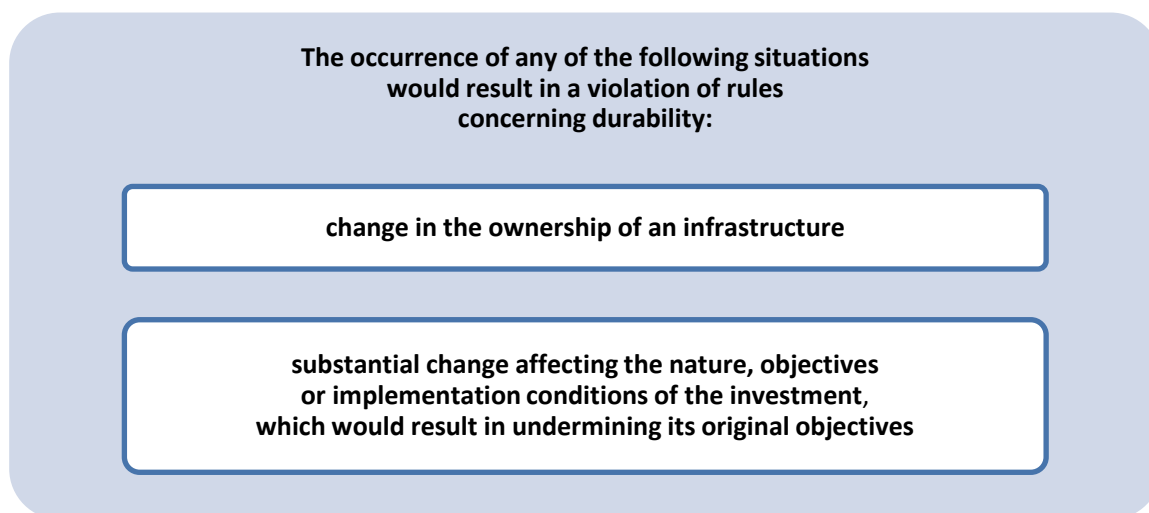 The occurrence of any of the following situations
would result in a violation of rules
concerning durability:
change in the ownership of an infrastructure
substantial change affecting the nature, objectives
or implementation conditions of the investment,
which would result in undermining its original objectives